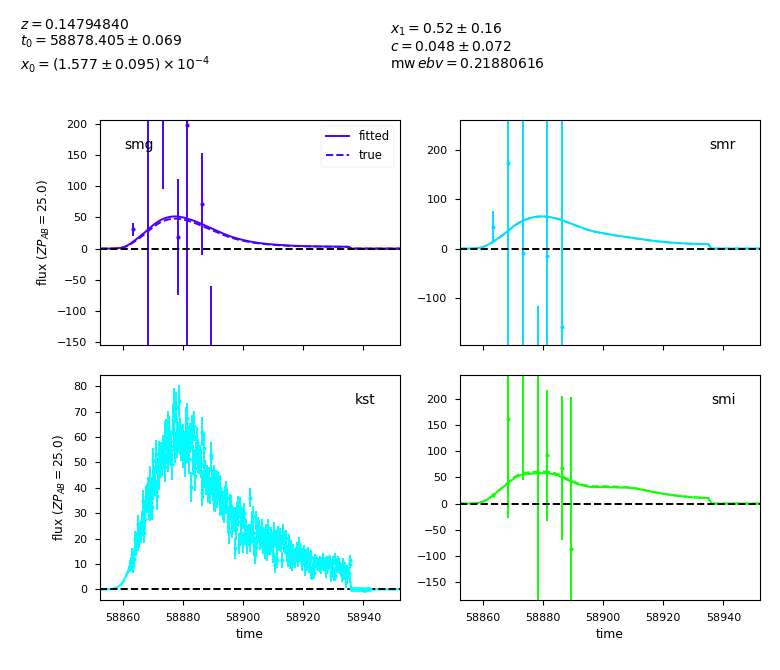 z = 0.14794840
t₀ = 58878.405 ± 0.069
x₀ = (1.577 ± 0.095) × 10⁻⁴
x₁ = 0.52 ± 0.16
c = 0.048 ± 0.072
mw ebv = 0.21880616
smg
fitted
true
200
150
100
50
0
−50
−100
−150
flux (ZP_AB = 25.0)
smr
200
100
0
−100
kst
80
70
60
50
40
30
20
10
0
flux (ZP_AB = 25.0)
58860 58880 58900 58920 58940
time
smi
200
150
100
50
0
−50
−100
−150
58860 58880 58900 58920 58940
time